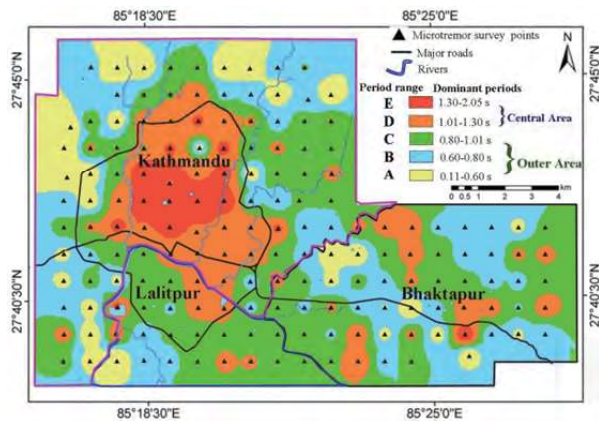 85°18'30"E 85°25'0"E
Microtremor survey points
Major roads
N
Rivers
27°45'0"N
27°45'0"N
Period range Dominant periods
E 1.30-2.05 s
D 1.01-1.30 s Central Area
C 0.80-1.01 s
B 0.60-0.80 s Outer Area
A 0.11-0.60 s
0 0.5 1 2 3 4
km
Kathmandu
Lalitpur
Bhaktapur
27°40'30"N
27°40'30"N
85°18'30"E 85°25'0"E